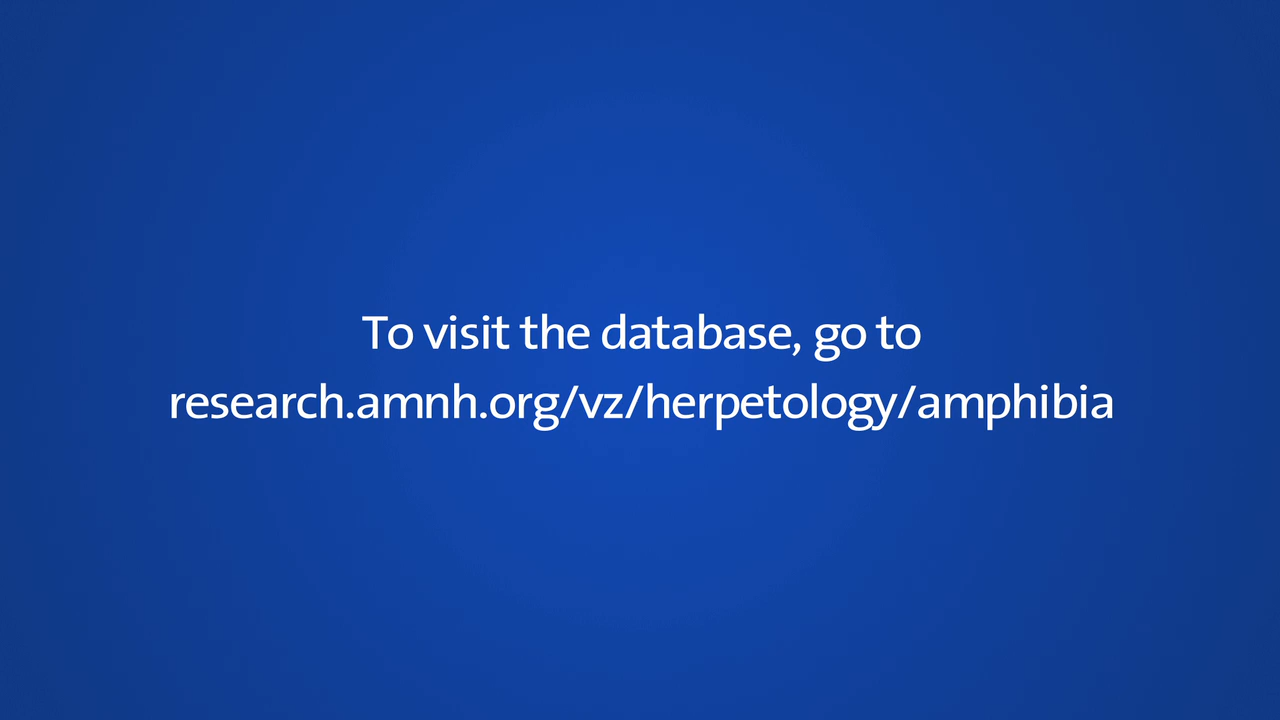 To visit the database, go to
research.amnh.org/vz/herpetology/amphibia